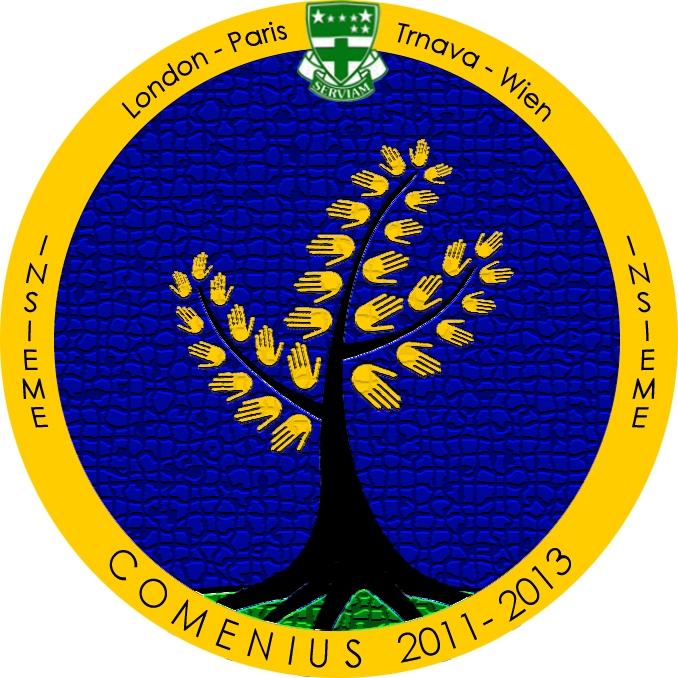 London - Paris
Trnava - Wien
SERVIAM
INSIEME
INSIEME
COMENIUS 2011-2013